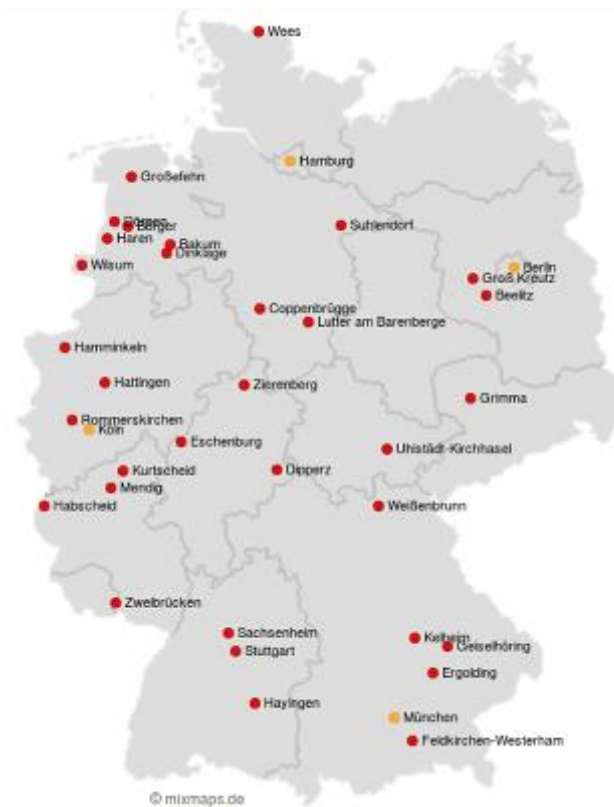 Wees
Hamburg
Großefehn
Börger
Suhlendorf
Haren
Bakum
Dinklage
Wilsum
Berlin
Groß Kreutz
Beelitz
Coppenbrügge
Lutter am Barenberge
Hamminkeln
Hattingen
Zierenberg
Grimma
Rommerskirchen
Köln
Eschenburg
Uhlstädt-Kirchhasel
Kurtscheid
Dipperz
Mendig
Habscheid
Weißenbrunn
Zweibrücken
Sachsenheim
Kelheim
Geiselhöring
Stuttgart
Ergolding
Hayingen
München
Feldkirchen-Westerham
© mixmaps.de